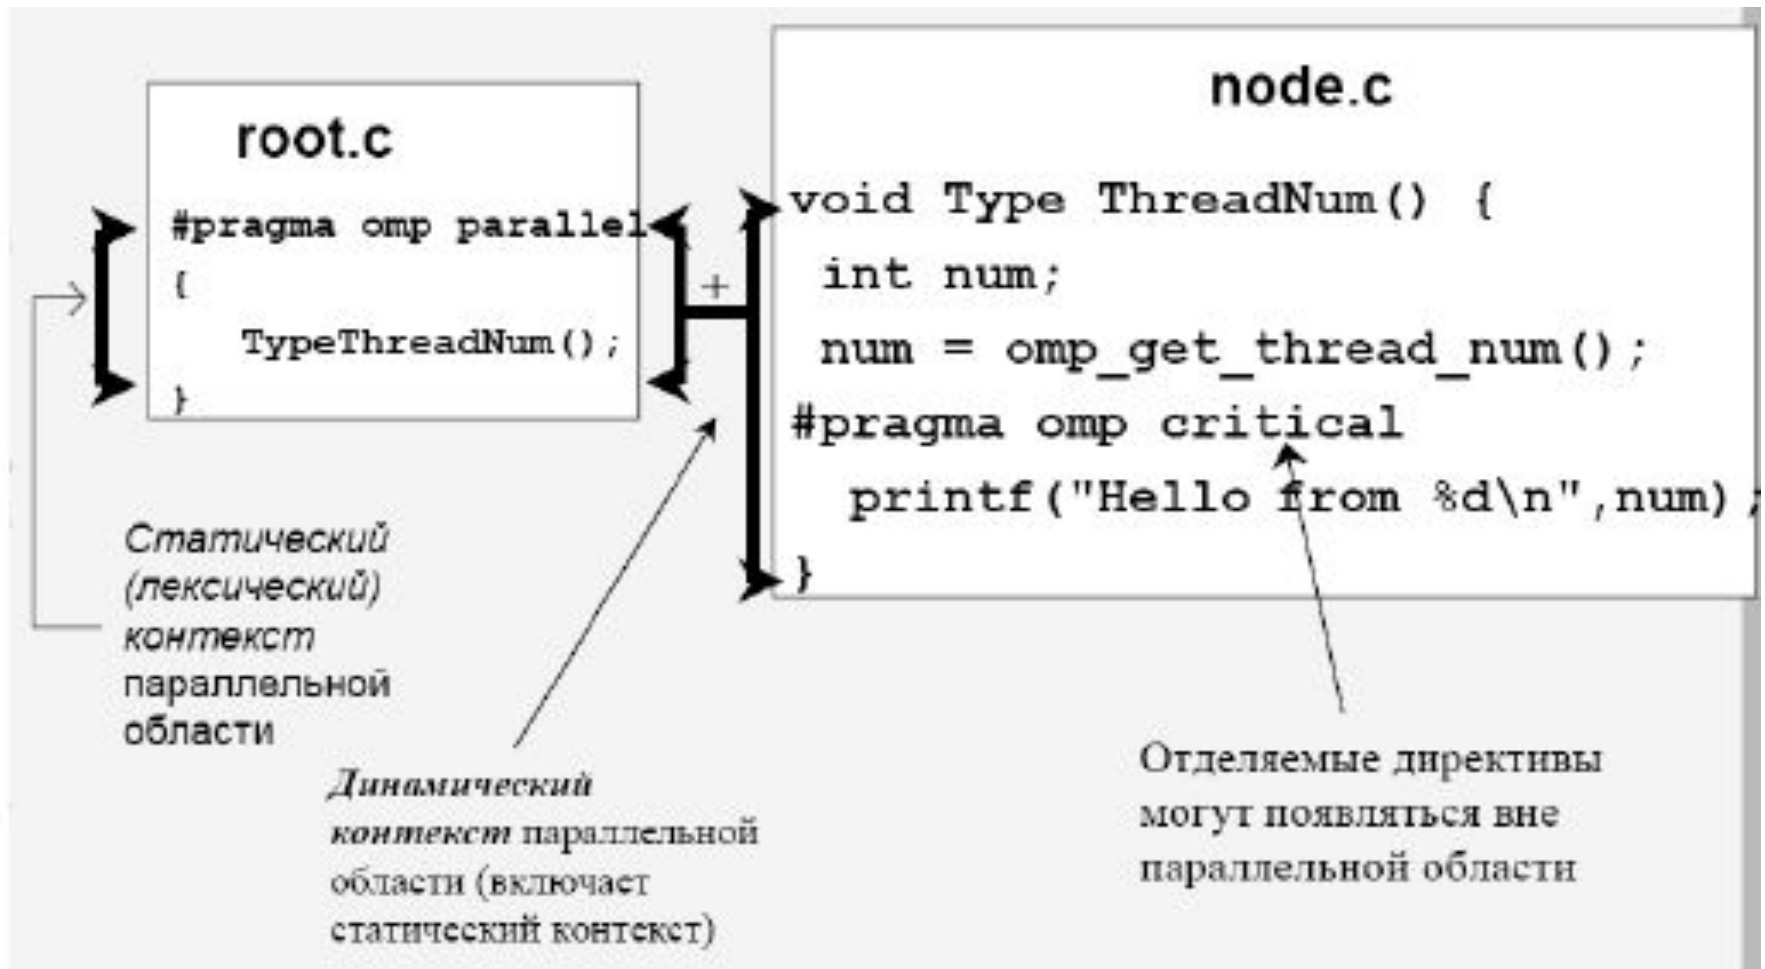 root.c
#pragma omp parallel
{
TypeThreadNum();
}
+
node.c
void Type ThreadNum() {
int num;
num = omp_get_thread_num();
#pragma omp critical
printf("Hello from %d\n",num);
}
Статический
(лексический)
контекст
параллельной
области
Динамический
контекст параллельной
области (включает
статический контекст)
Отделяемые директивы
могут появляться вне
параллельной области